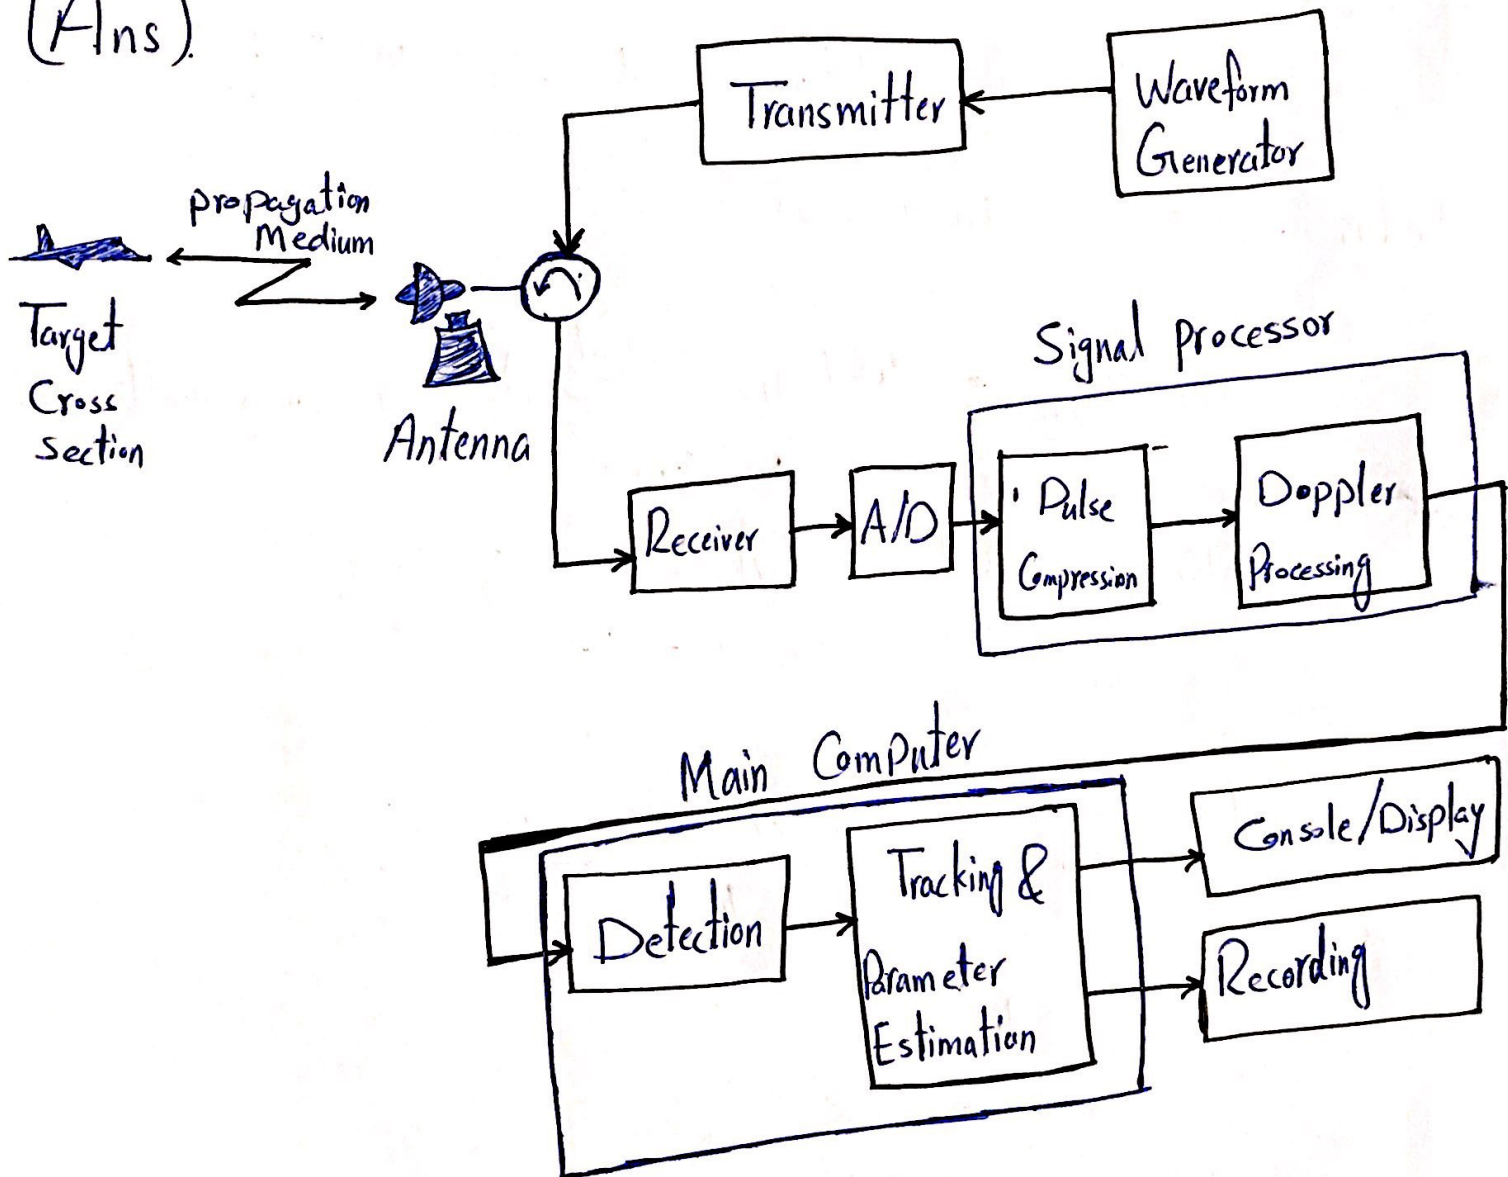 (Ans).
Transmitter
Waveform
Generator
propagation
Medium
Target
Cross
section
Antenna
Signal processor
Receiver
A/D
Pulse
Compression
Doppler
Processing
Main Computer
Detection
Tracking &
Parameter
Estimation
Console/Display
Recording